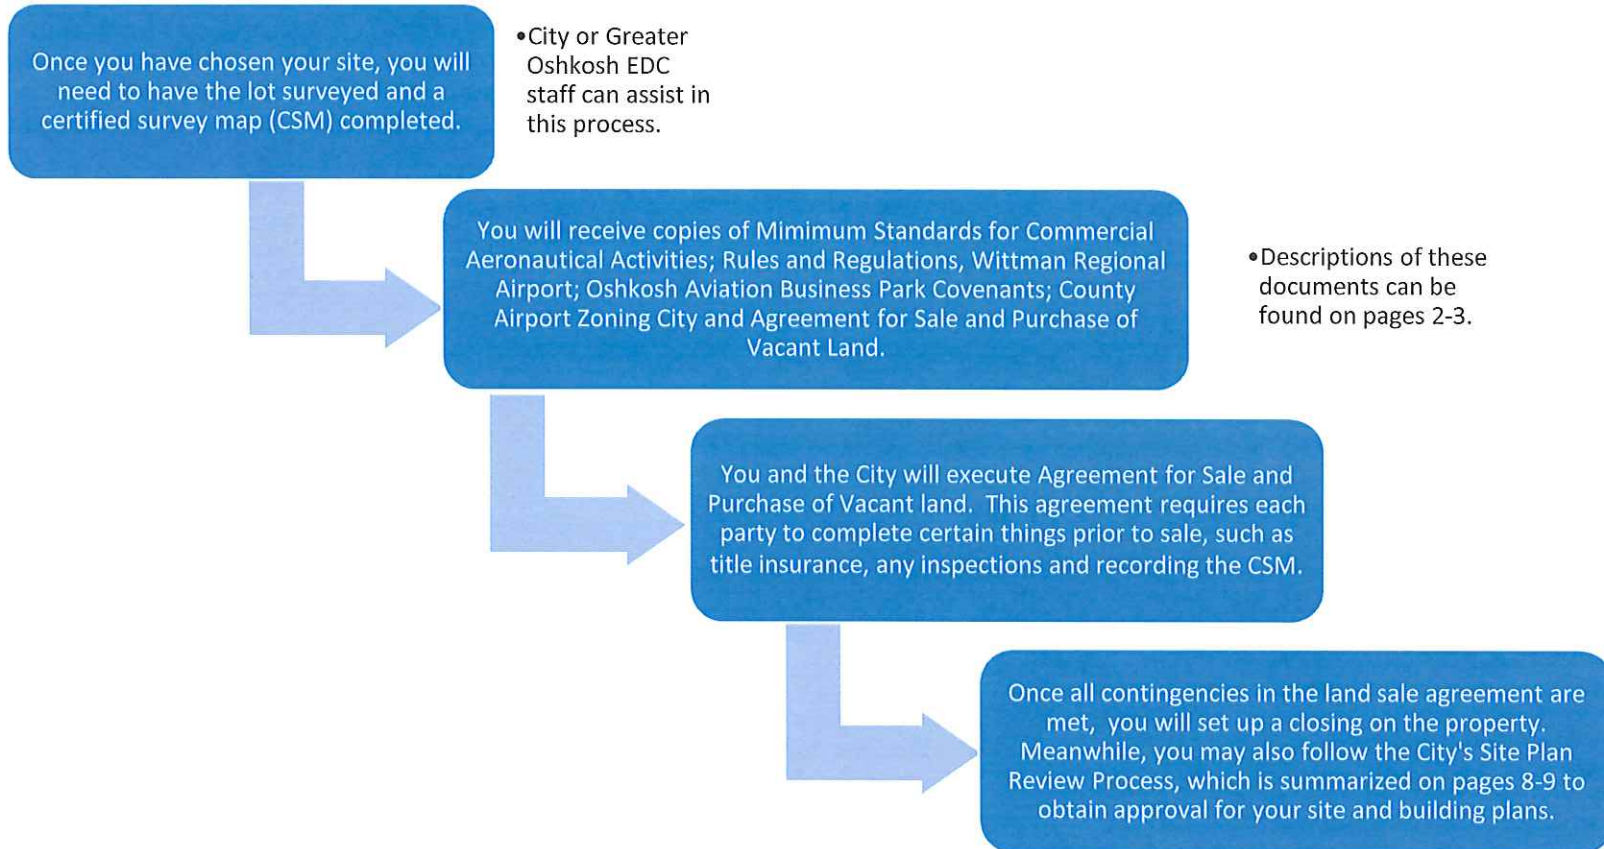 Once you have chosen your site, you will
need to have the lot surveyed and a
certified survey map (CSM) completed.
•City or Greater
Oshkosh EDC
staff can assist in
this process.
You will receive copies of Mimimum Standards for Commercial
Aeronautical Activities; Rules and Regulations, Wittman Regional
Airport; Oshkosh Aviation Business Park Covenants; County
Airport Zoning City and Agreement for Sale and Purchase of
Vacant Land.
•Descriptions of these
documents can be
found on pages 2-3.
You and the City will execute Agreement for Sale and
Purchase of Vacant land.  This agreement requires each
party to complete certain things prior to sale, such as
title insurance, any inspections and recording the CSM.
Once all contingencies in the land sale agreement are
met,  you will set up a closing on the property.
Meanwhile, you may also follow the City's Site Plan
Review Process, which is summarized on pages 8-9 to
obtain approval for your site and building plans.